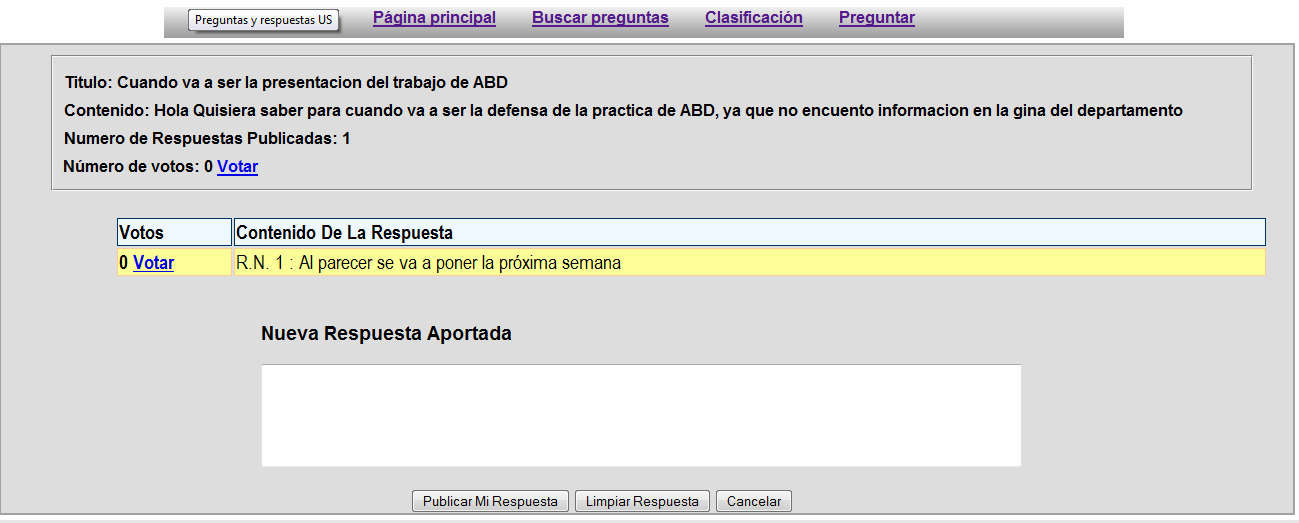 Preguntas y respuestas US Página principal Buscar preguntas Clasificación Preguntar
Titulo: Cuando va a ser la presentacion del trabajo de ABD
Contenido: Hola Quisiera saber para cuando va a ser la defensa de la practica de ABD, ya que no encuento informacion en la gina del departamento
Numero de Respuestas Publicadas: 1
Número de votos: 0 Votar
Votos Contenido De La Respuesta
0 Votar R.N. 1 : Al parecer se va a poner la próxima semana
Nueva Respuesta Aportada
Publicar Mi Respuesta Limpiar Respuesta Cancelar